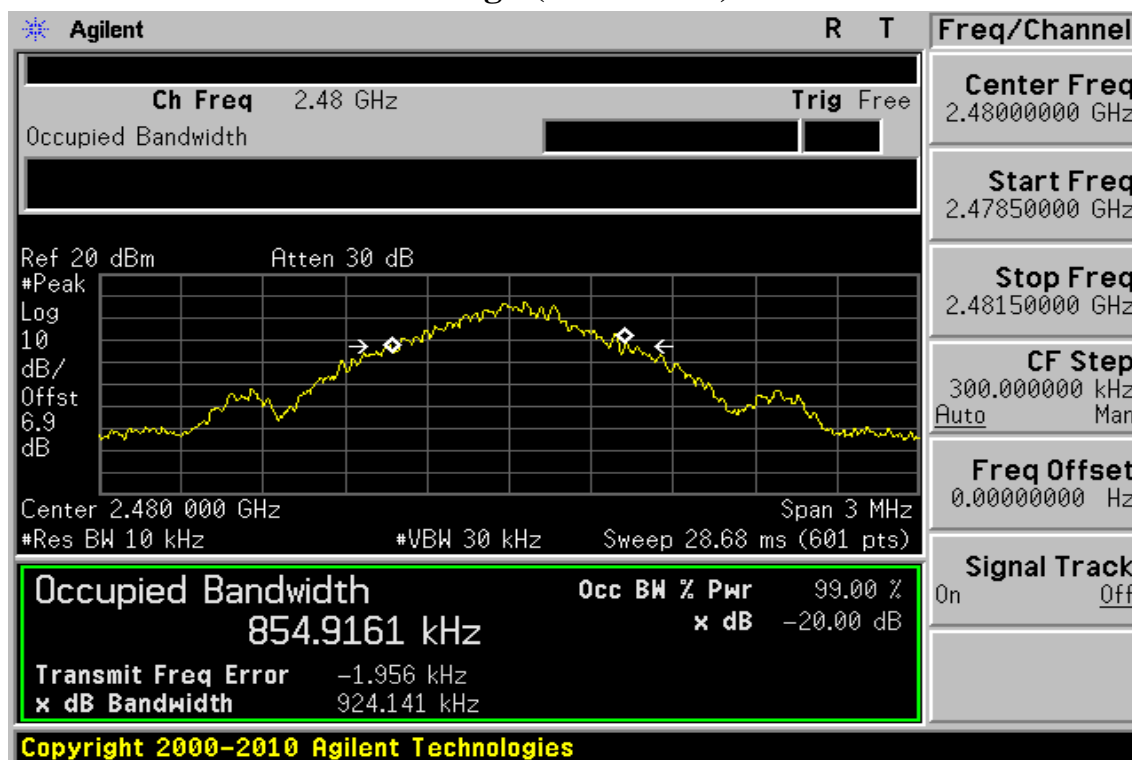 Agilent R T
Freq/Channel
Ch Freq 2.48 GHz Trig Free
Occupied Bandwidth
Center Freq
2.48000000 GHz
Start Freq
2.47850000 GHz
Stop Freq
2.48150000 GHz
CF Step
300.000000 kHz
Auto Man
Freq Offset
0.00000000 Hz
Signal Track
On Off
Ref 20 dBm Atten 30 dB
#Peak
Log
10
dB/
Offst
6.9
dB
Center 2.480 000 GHz Span 3 MHz
#Res BW 10 kHz #VBW 30 kHz Sweep 28.68 ms (601 pts)
Occupied Bandwidth Occ BW % Pwr 99.00 %
854.9161 kHz x dB -20.00 dB
Transmit Freq Error -1.956 kHz
x dB Bandwidth 924.141 kHz
Copyright 2000-2010 Agilent Technologies